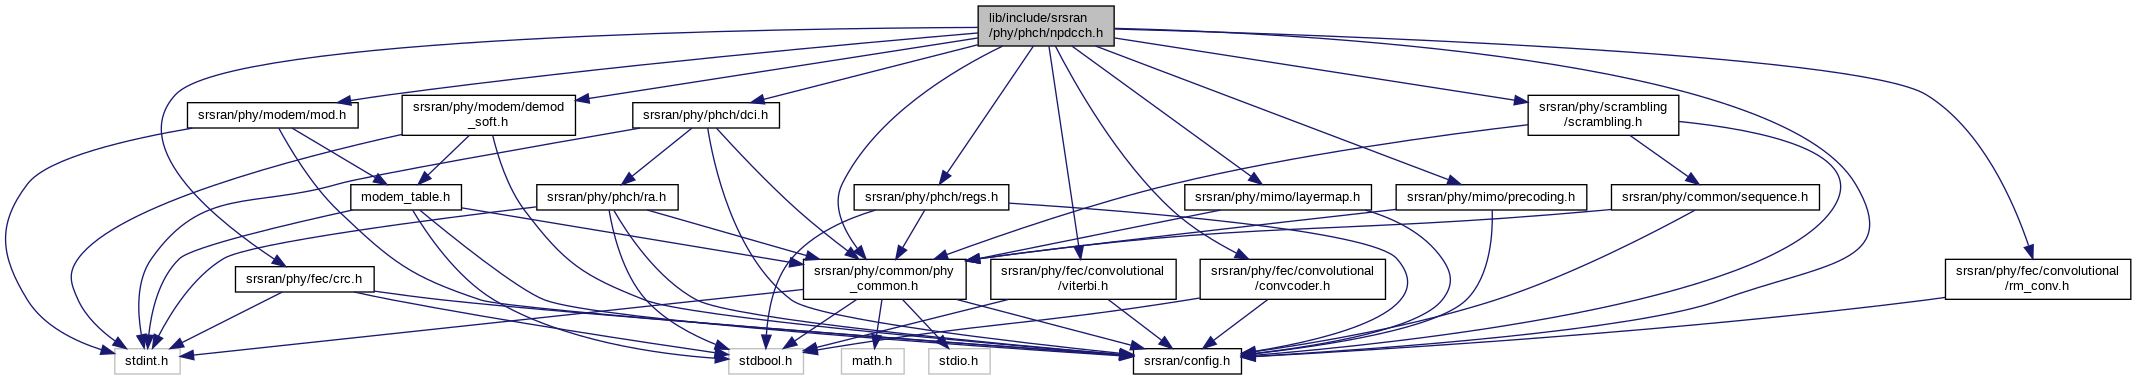 lib/include/srsran
/phy/phch/npdcch.h
srsran/phy/modem/mod.h
srsran/phy/modem/demod
_soft.h
srsran/phy/phch/dci.h
srsran/phy/scrambling
/scrambling.h
modem_table.h
srsran/phy/phch/ra.h
srsran/phy/phch/regs.h
srsran/phy/mimo/layermap.h
srsran/phy/mimo/precoding.h
srsran/phy/common/sequence.h
srsran/phy/fec/crc.h
srsran/phy/common/phy
_common.h
srsran/phy/fec/convolutional
/viterbi.h
srsran/phy/fec/convolutional
/convcoder.h
srsran/phy/fec/convolutional
/rm_conv.h
stdint.h
stdbool.h
math.h
stdio.h
srsran/config.h